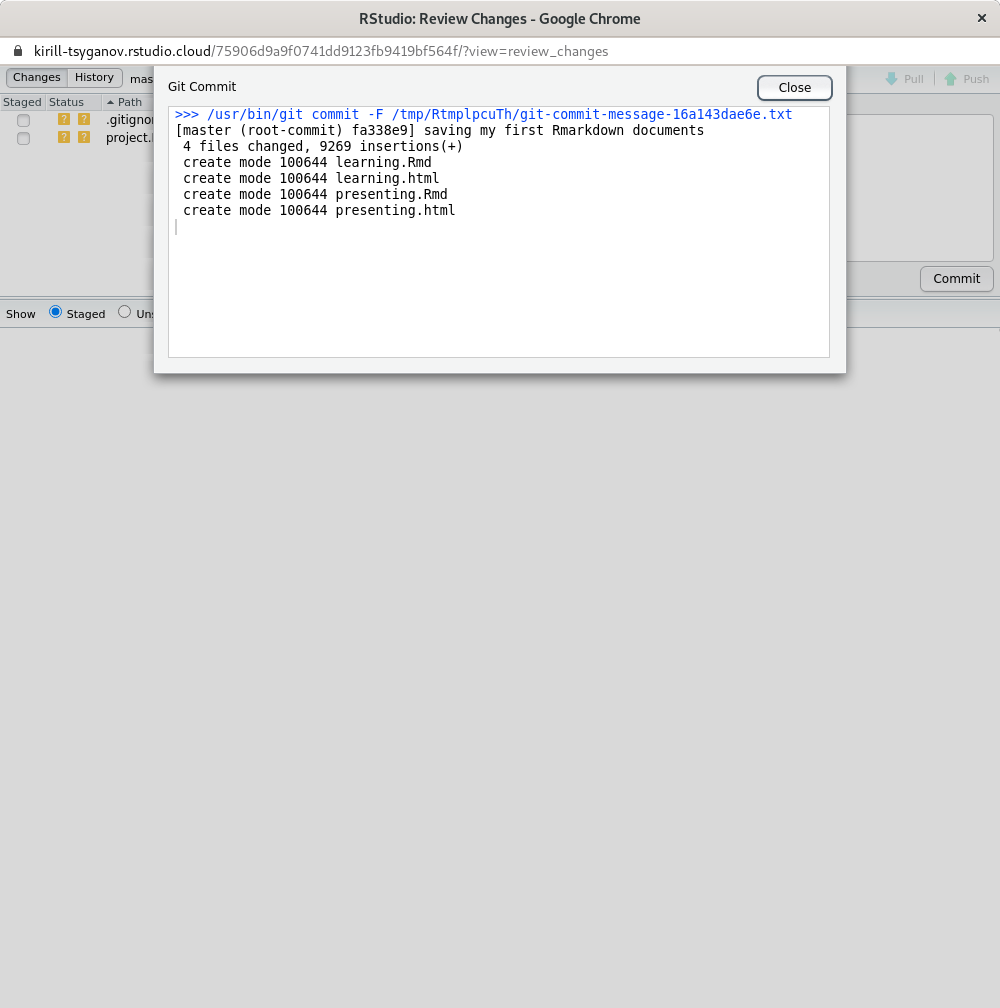 RStudio: Review Changes - Google Chrome
kirill-tsyganov.rstudio.cloud/75906d9a9f0741dd9123fb9419bf564f/?view=review_changes
Changes History mas Pull Push
Git Commit Close
Staged Status Path
>>> /usr/bin/git commit -F /tmp/RtmplpcuTh/git-commit-message-16a143dae6e.txt
? ? .gitigno
[master (root-commit) fa338e9] saving my first Rmarkdown documents
? ? project.
4 files changed, 9269 insertions(+)
create mode 100644 learning.Rmd
create mode 100644 learning.html
create mode 100644 presenting.Rmd
create mode 100644 presenting.html
Commit
Show Staged Uns